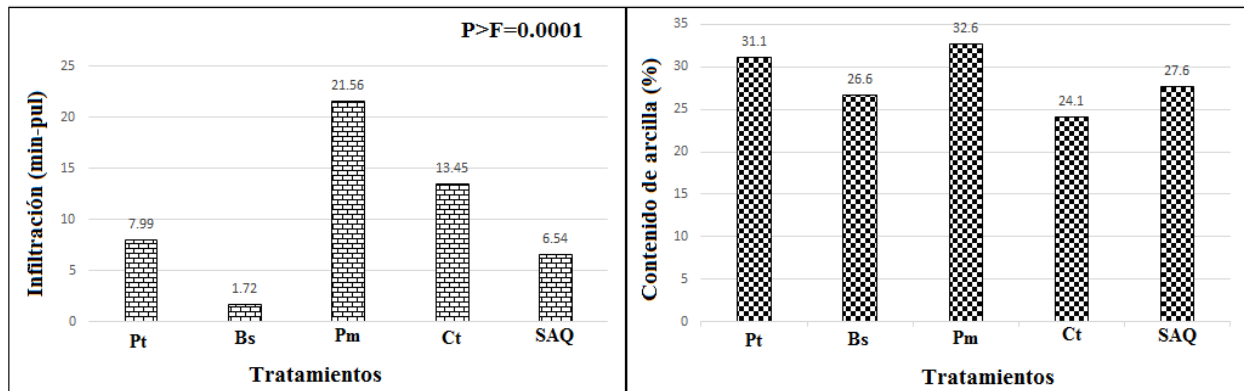 P>F=0.0001
Infiltración (min-pul)
25
20
15
10
5
0
7.99
1.72
21.56
13.45
6.54
Pt
Bs
Pm
Ct
SAQ
Tratamientos
Contenido de arcilla (%)
35
30
25
20
15
10
5
0
31.1
26.6
32.6
24.1
27.6
Pt
Bs
Pm
Ct
SAQ
Tratamientos